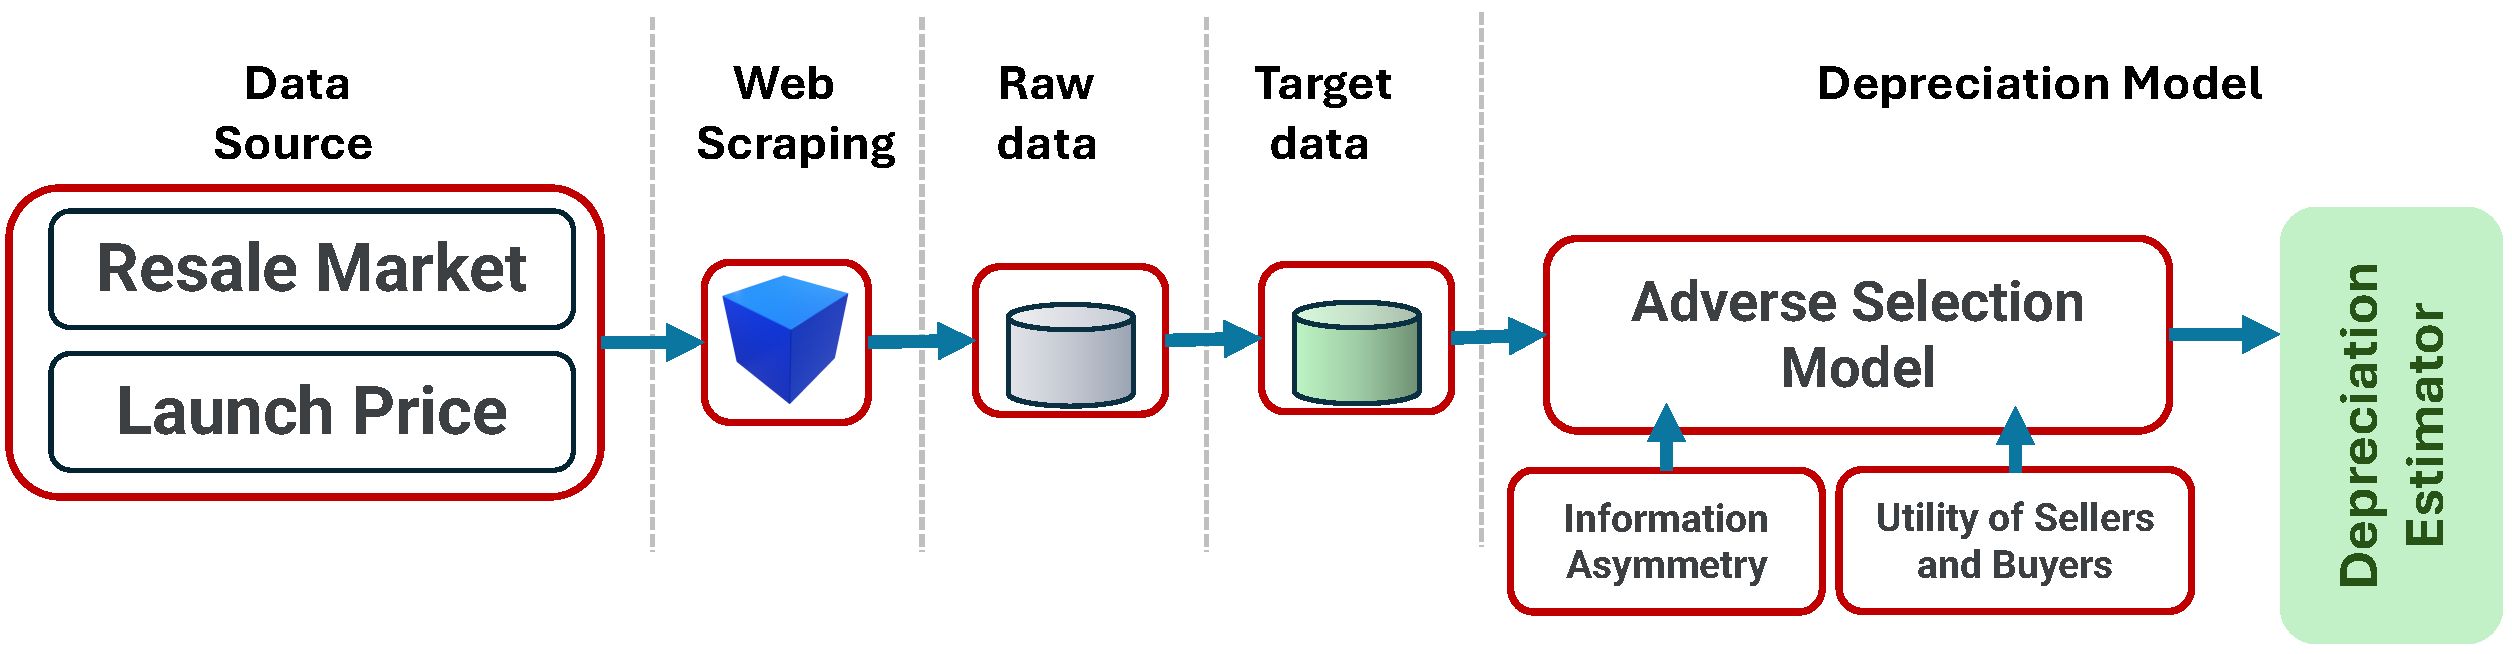 Data
Source
Web
Scraping
Raw
data
Target
data
Depreciation Model
Resale Market
Launch Price
Adverse Selection
Model
Information
Asymmetry
Utility of Sellers
and Buyers
Depreciation
Estimator